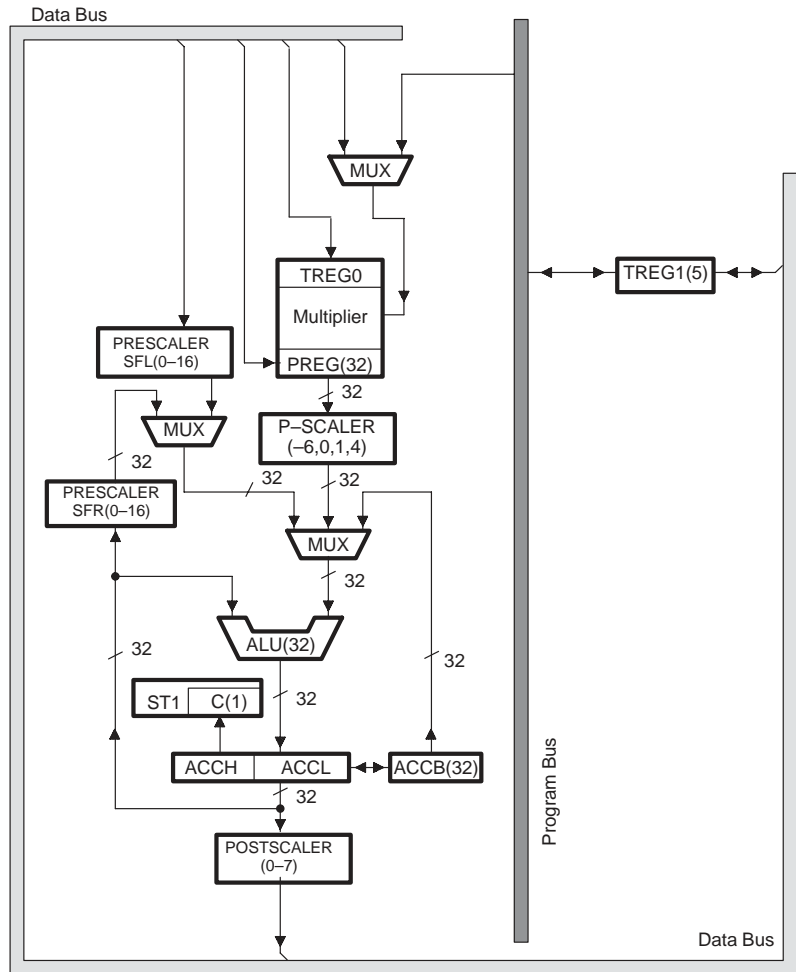 Data Bus
MUX
TREG0
TREG1(5)
Multiplier
PRESCALER
SFL(0–16)
PREG(32)
32
MUX
P–SCALER
(–6,0,1,4)
32
32
32
PRESCALER
SFR(0–16)
MUX
32
ALU(32)
32
32
ST1
C(1)
32
ACCH
ACCL
ACCB(32)
32
Program Bus
POSTSCALER
(0–7)
Data Bus